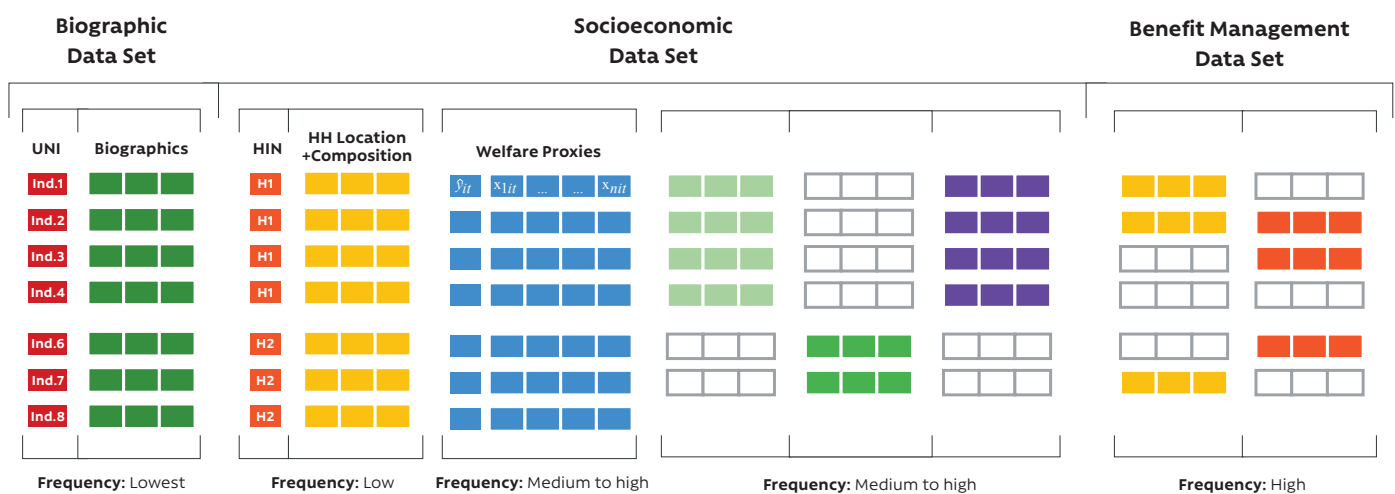 Biographic
Data Set
Socioeconomic
Data Set
Benefit Management
Data Set
UNI
Biographics
HIN
HH Location
+Composition
Welfare Proxies
Ind.1
H1
ŷit x1it ... ... xnit
Ind.2
H1
Ind.3
H1
Ind.4
H1
Ind.6
H2
Ind.7
H2
Ind.8
H2
Frequency: Lowest
Frequency: Low
Frequency: Medium to high
Frequency: Medium to high
Frequency: High